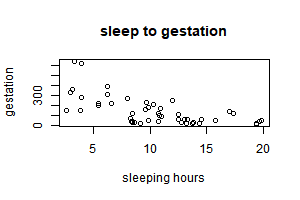 sleep to gestation
gestation
0 300
5 10 15 20
sleeping hours